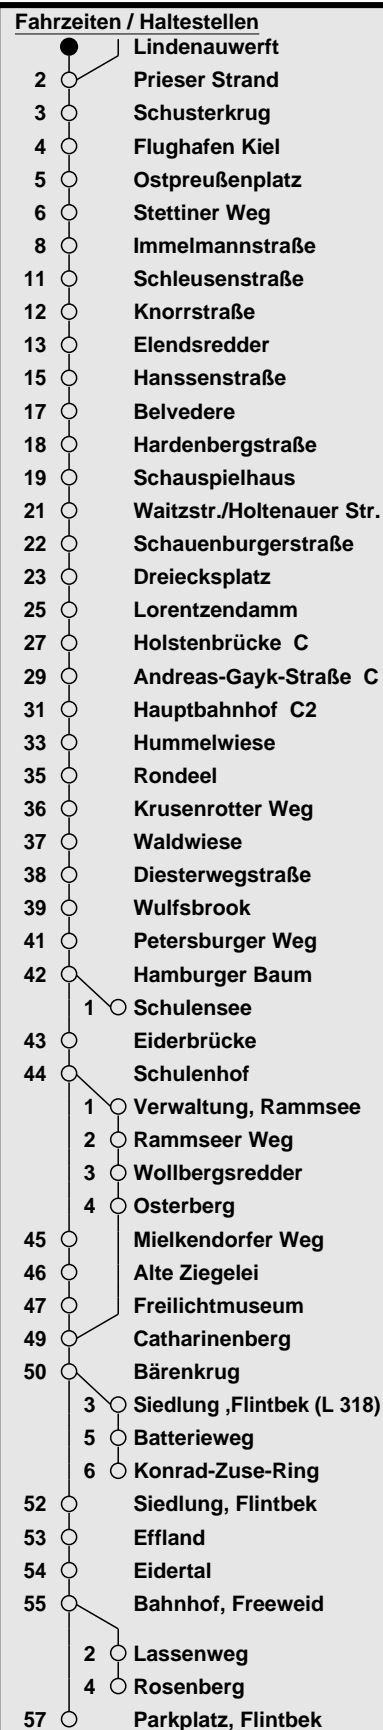 Fahrzeiten / Haltestellen
Lindenauwerft
2 Prieser Strand
3 Schusterkrug
4 Flughafen Kiel
5 Ostpreußenplatz
6 Stettiner Weg
8 Immelmannstraße
11 Schleusenstraße
12 Knorrstraße
13 Elendsredder
15 Hanssenstraße
17 Belvedere
18 Hardenbergstraße
19 Schauspielhaus
21 Waitzstr./Holtenauer Str.
22 Schauenburgerstraße
23 Dreiecksplatz
25 Lorentzendamm
27 Holstenbrücke C
29 Andreas-Gayk-Straße C
31 Hauptbahnhof C2
33 Hummelwiese
35 Rondeel
36 Krusenrotter Weg
37 Waldwiese
38 Diesterwegstraße
39 Wulfsbrook
41 Petersburger Weg
42 Hamburger Baum
1 Schulensee
43 Eiderbrücke
44 Schulenhof
1 Verwaltung, Rammsee
2 Rammseer Weg
3 Wollbergsredder
4 Osterberg
45 Mielkendorfer Weg
46 Alte Ziegelei
47 Freilichtmuseum
49 Catharinenberg
50 Bärenkrug
3 Siedlung ,Flintbek (L 318)
5 Batterieweg
6 Konrad-Zuse-Ring
52 Siedlung, Flintbek
53 Effland
54 Eidertal
55 Bahnhof, Freeweid
2 Lassenweg
4 Rosenberg
57 Parkplatz, Flintbek